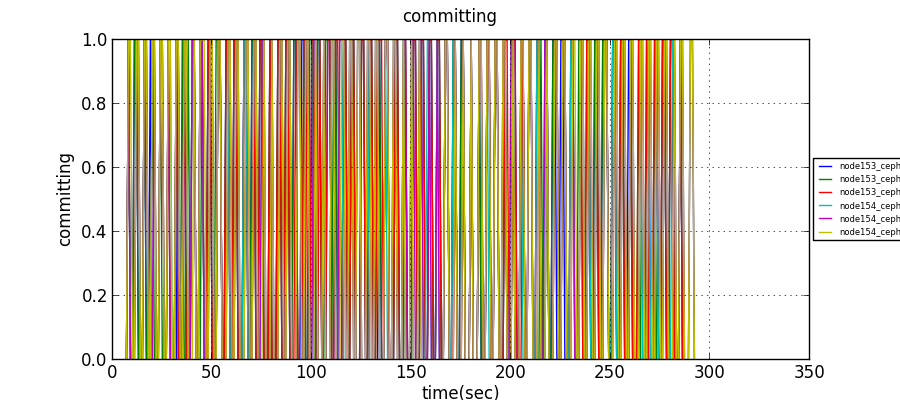 committing
1.0
0.8
0.6
0.4
0.2
0.0
committing
0 50 100 150 200 250 300 350
time(sec)
node153_ceph
node153_ceph
node153_ceph
node154_ceph
node154_ceph
node154_ceph